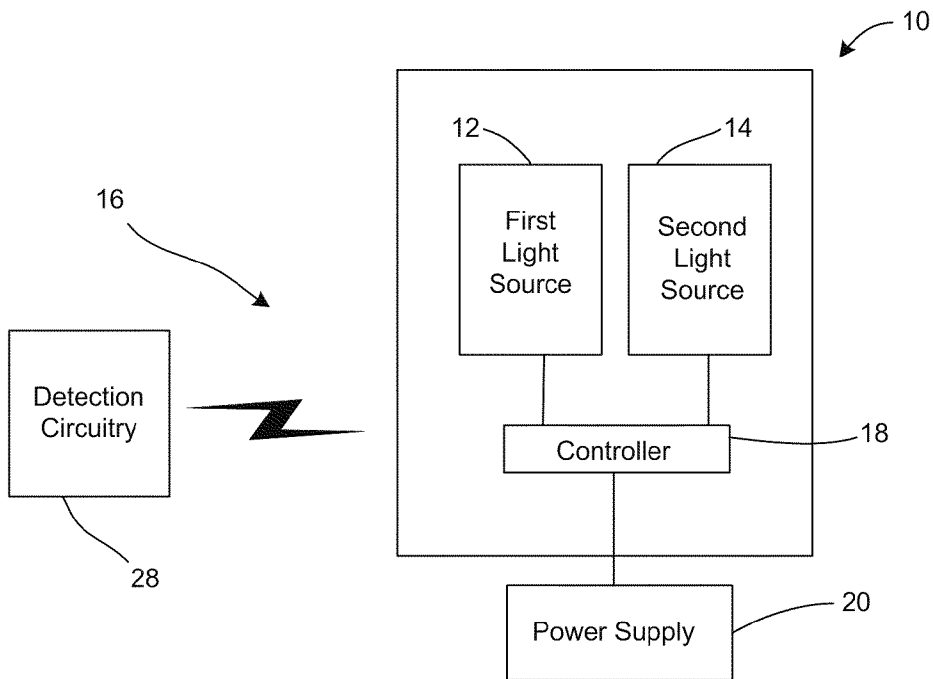 10
12
14
First
Light
Source
Second
Light
Source
16
Detection
Circuitry
Controller
18
28
Power Supply
20